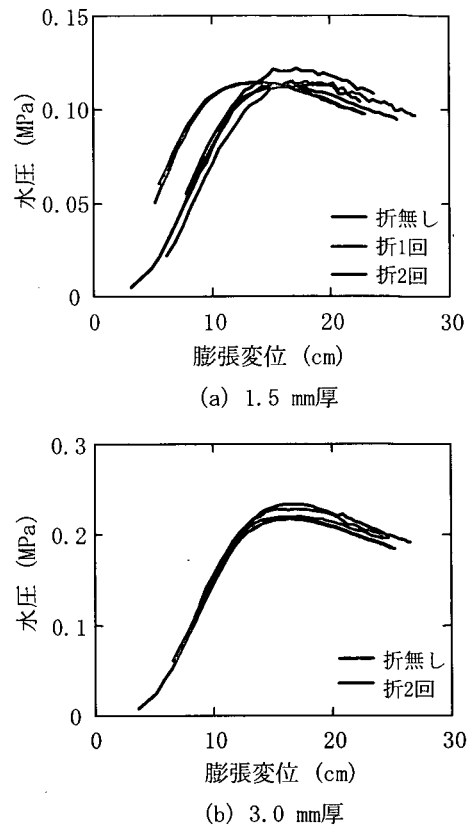 0.15
0.10
0.05
0
水圧 (MPa)
折無し
折1回
折2回
0 10 20 30
膨張変位 (cm)
(a) 1.5 mm厚
0.3
0.2
0.1
0
水圧 (MPa)
折無し
折2回
0 10 20 30
膨張変位 (cm)
(b) 3.0 mm厚